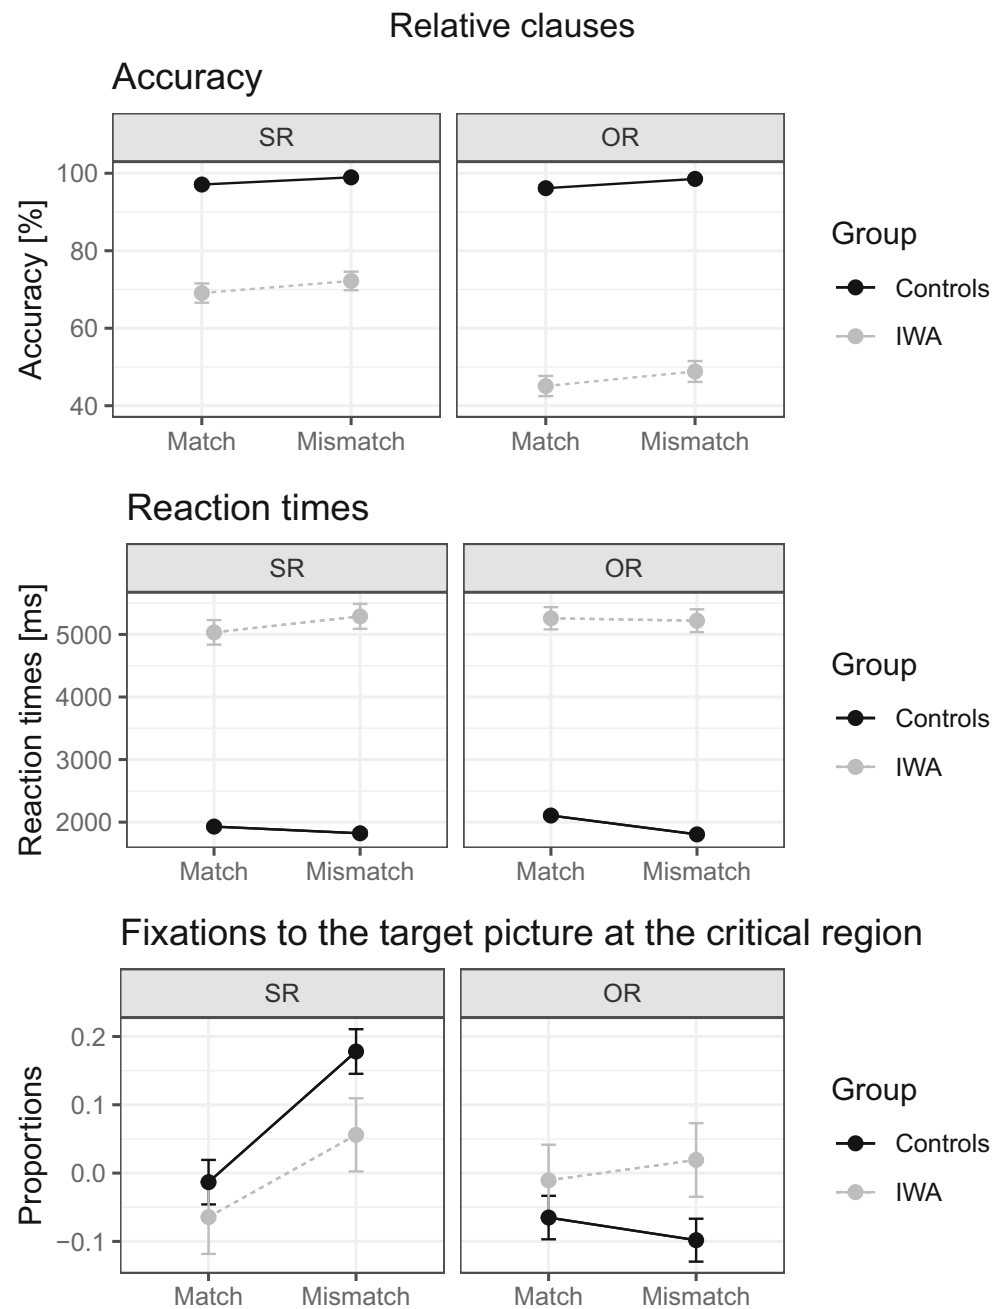 Relative clauses
Accuracy
SR OR
Accuracy [%]
100
80
60
40
Match Mismatch Match Mismatch
Group
Controls
IWA
Reaction times
SR OR
Reaction times [ms]
5000
4000
3000
2000
Match Mismatch Match Mismatch
Group
Controls
IWA
Fixations to the target picture at the critical region
SR OR
Proportions
0.2
0.1
0.0
−0.1
Match Mismatch Match Mismatch
Group
Controls
IWA